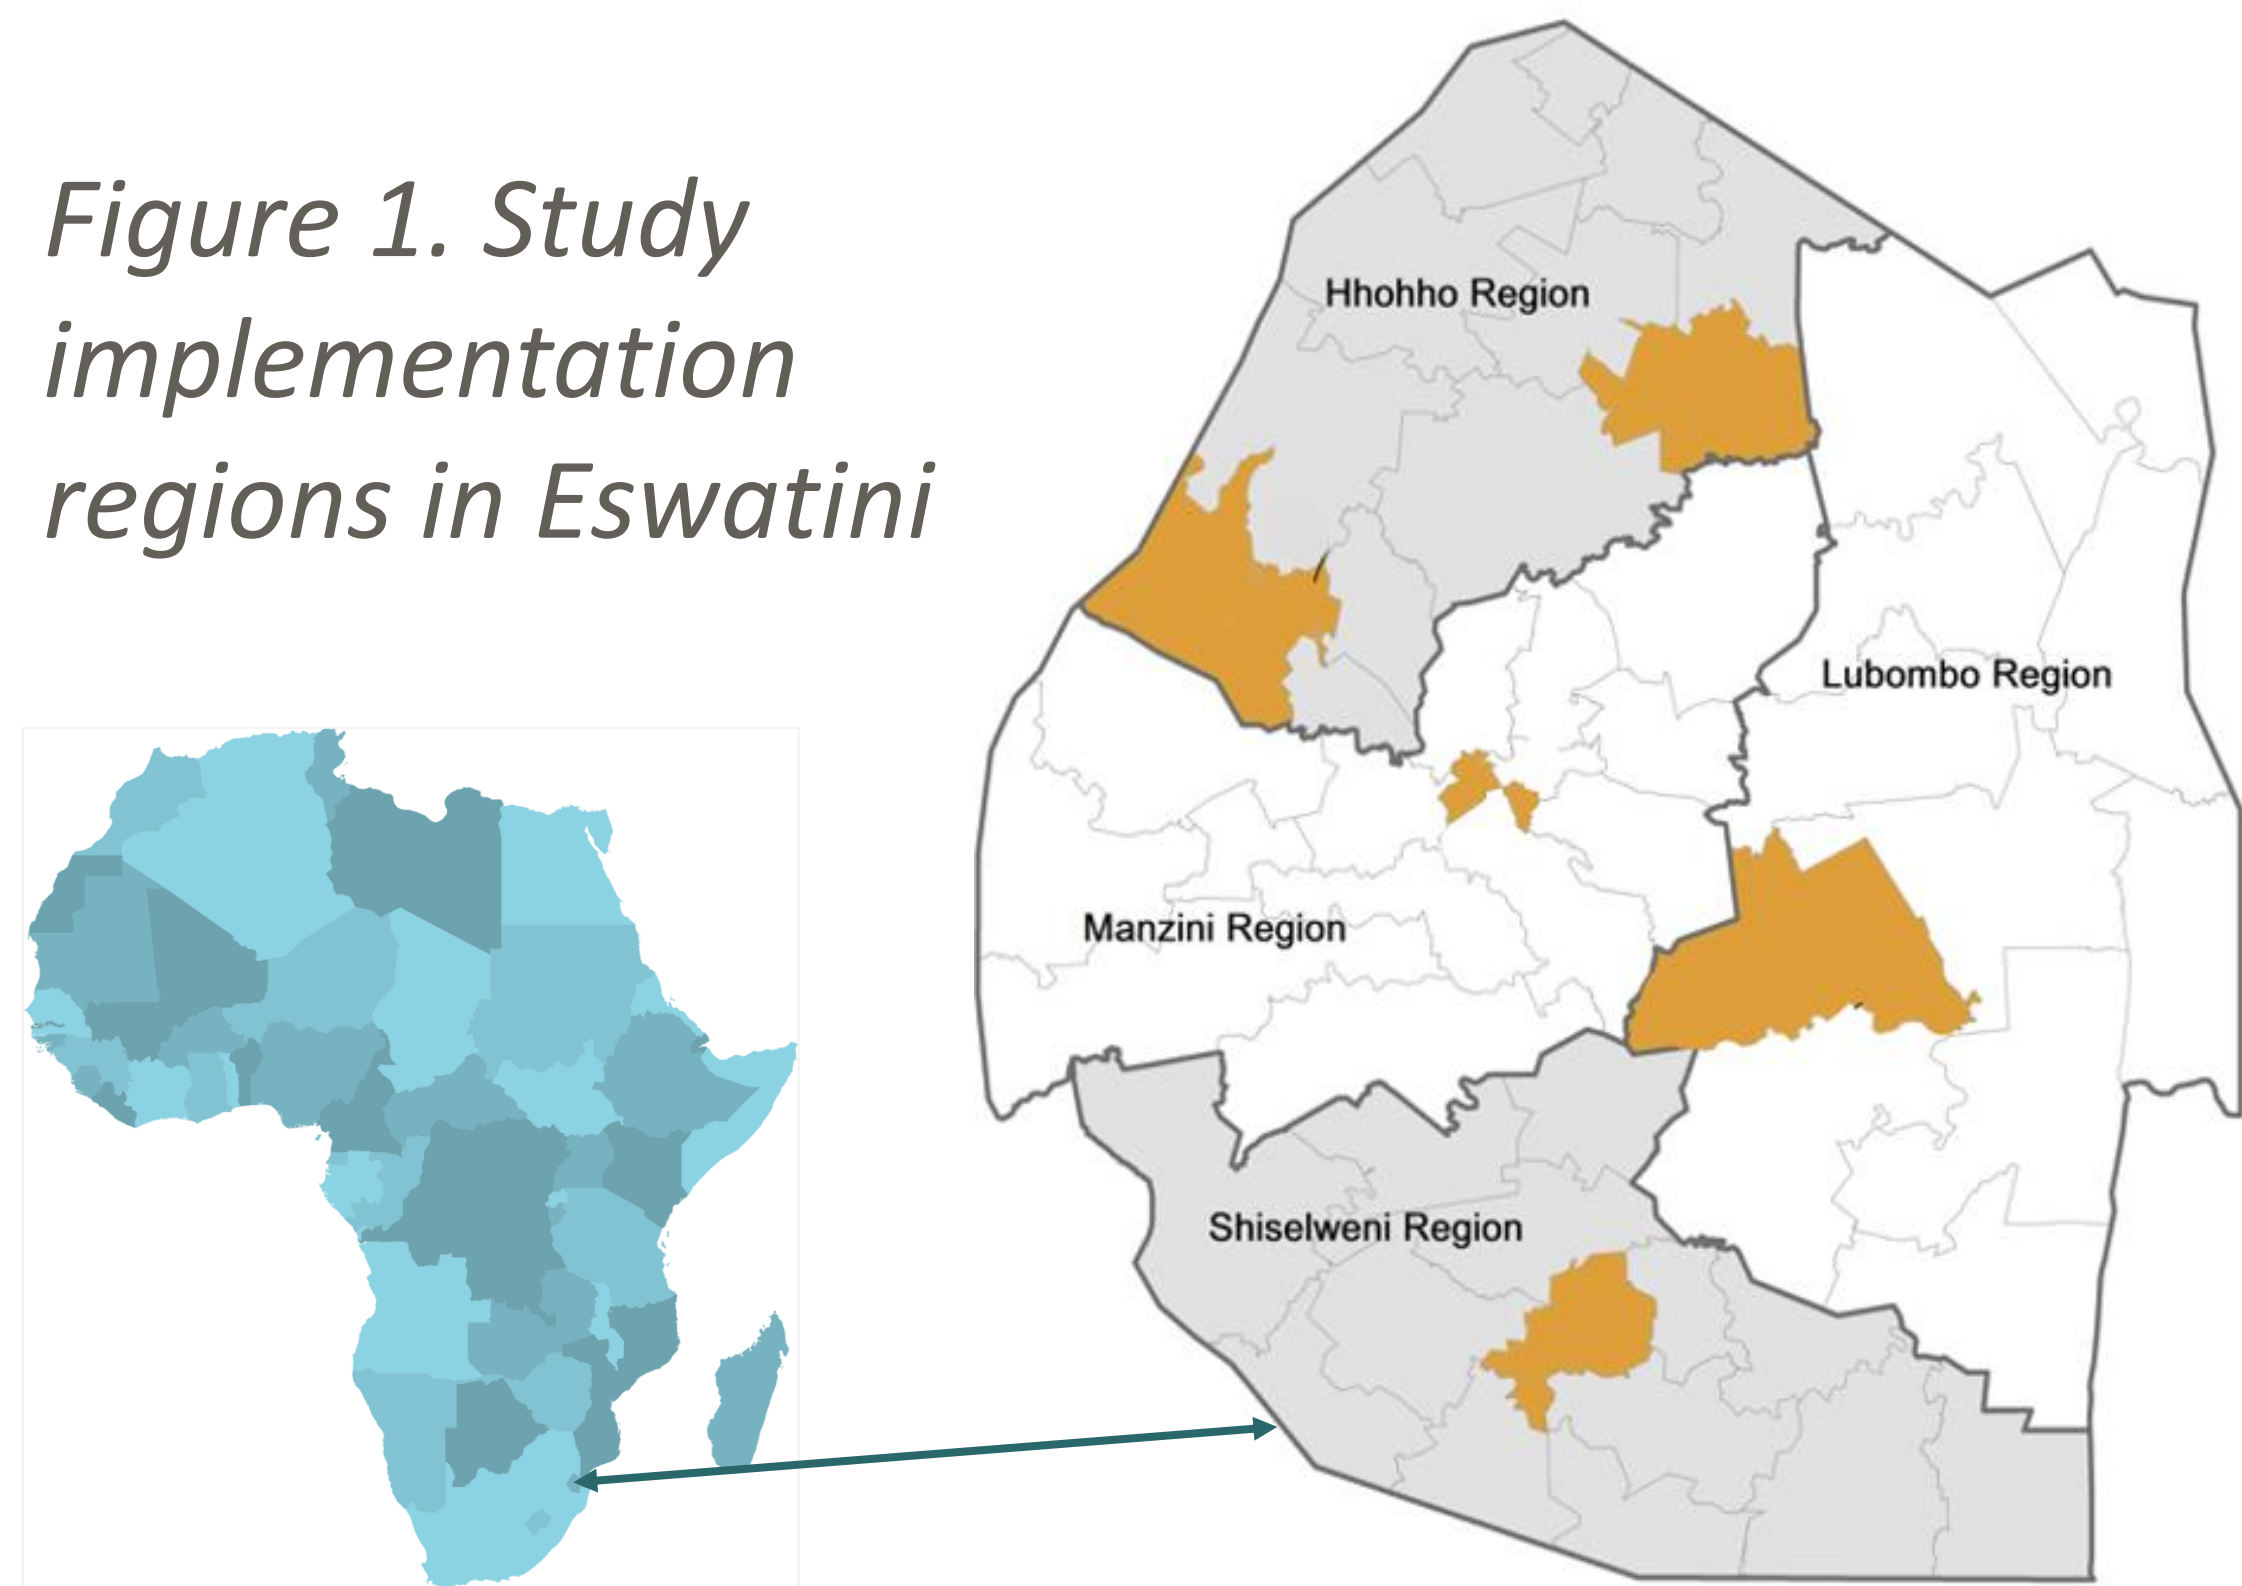 Figure 1. Study
implementation
regions in Eswatini
Hhohho Region
Lubombo Region
Manzini Region
Shiselweni Region